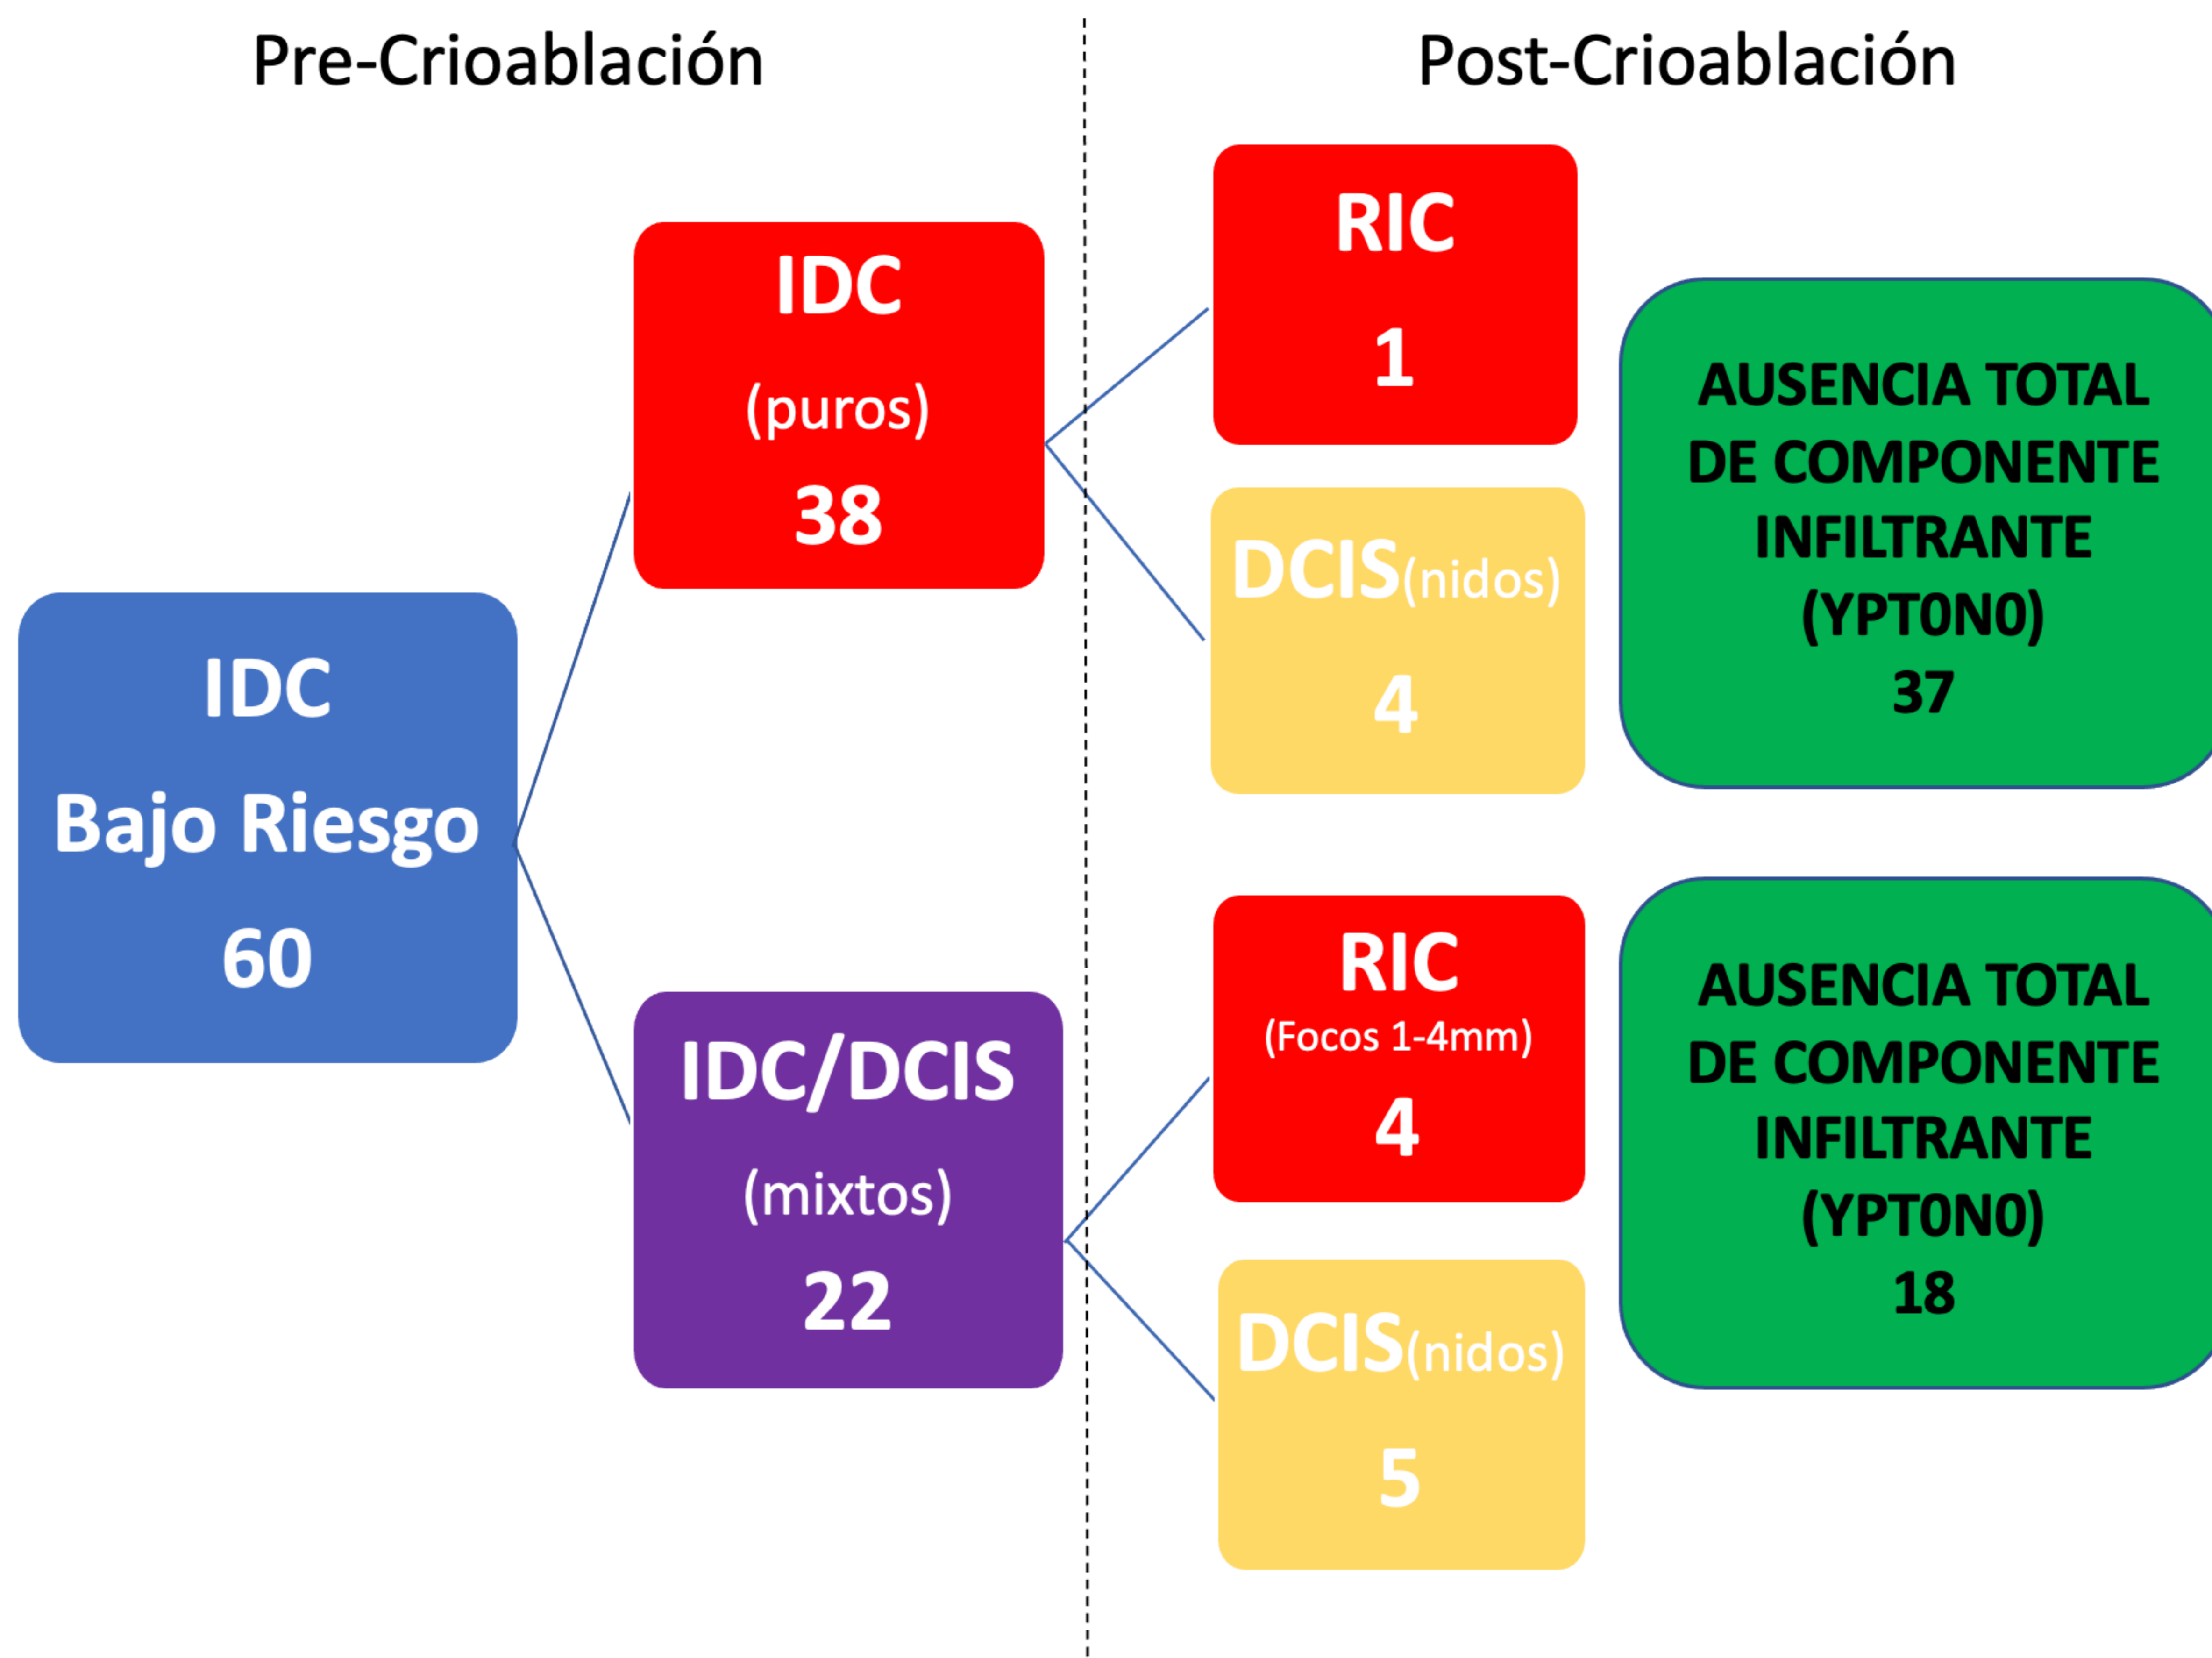 Pre-Crioablación
Post-Crioablación
IDC
Bajo Riesgo
60
IDC
(puros)
38
IDC/DCIS
(mixtos)
22
RIC
1
DCIS(nidos)
4
AUSENCIA TOTAL
DE COMPONENTE
INFILTRANTE
(YPT0N0)
37
RIC
(Focos 1-4mm)
4
DCIS(nidos)
5
AUSENCIA TOTAL
DE COMPONENTE
INFILTRANTE
(YPT0N0)
18